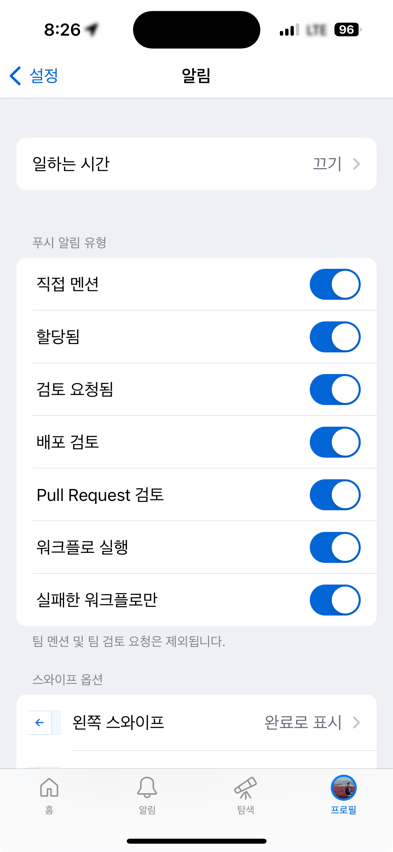 8:26
LTE
96
설정
알림
일하는 시간
끄기
푸시 알림 유형
직접 멘션
할당됨
검토 요청됨
배포 검토
Pull Request 검토
워크플로 실행
실패한 워크플로만
팀 멘션 및 팀 검토 요청은 제외됩니다.
스와이프 옵션
왼쪽 스와이프
완료로 표시
홈
알림
탐색
프로필